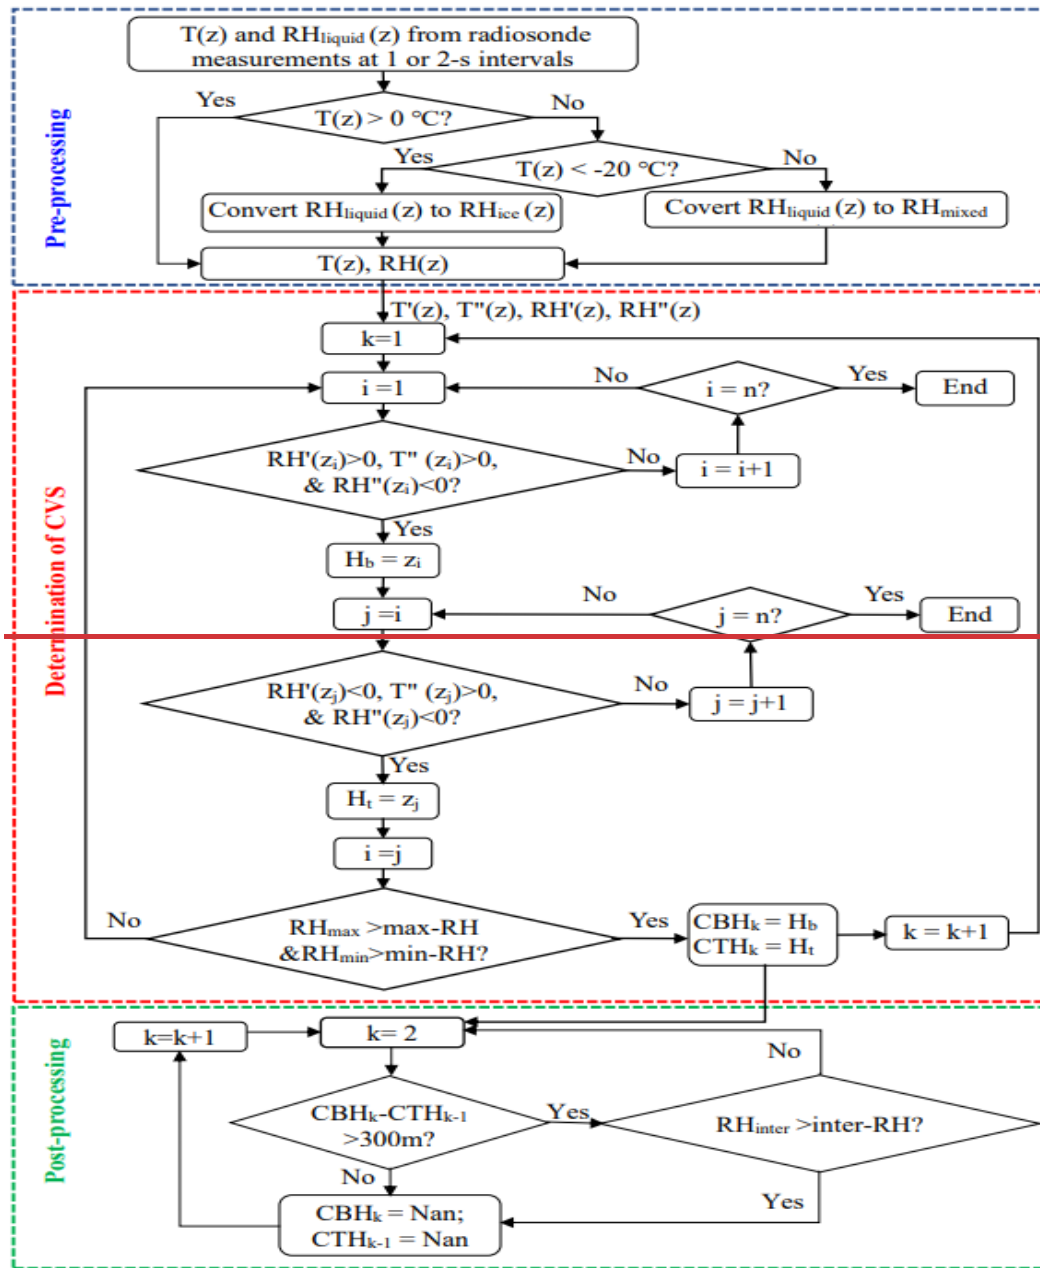 Pre-processing
T(z) and RHliquid (z) from radiosonde
measurements at 1 or 2-s intervals
Yes
T(z) > 0 ℃?
No
Yes
T(z) < -20 ℃?
No
Convert RHliquid (z) to RHice (z)
Covert RHliquid (z) to RHmixed
T(z), RH(z)
Determination of CVS
T'(z), T"(z), RH'(z), RH"(z)
k=1
i =1
No
i = n?
Yes
End
RH'(zi)>0, T" (zi)>0,
& RH"(zi)<0?
No
i = i+1
Yes
Hb = zi
j =i
No
j = n?
Yes
End
RH'(zj)<0, T" (zj)>0,
& RH"(zj)<0?
No
j = j+1
Yes
Ht = zj
i =j
No
RHmax >max-RH
&RHmin>min-RH?
Yes
CBHk = Hb
CTHk = Ht
k = k+1
Post-processing
k=k+1
k= 2
No
CBHk-CTHk-1
>300m?
Yes
RHinter >inter-RH?
No
Yes
CBHk = Nan;
CTHk-1 = Nan